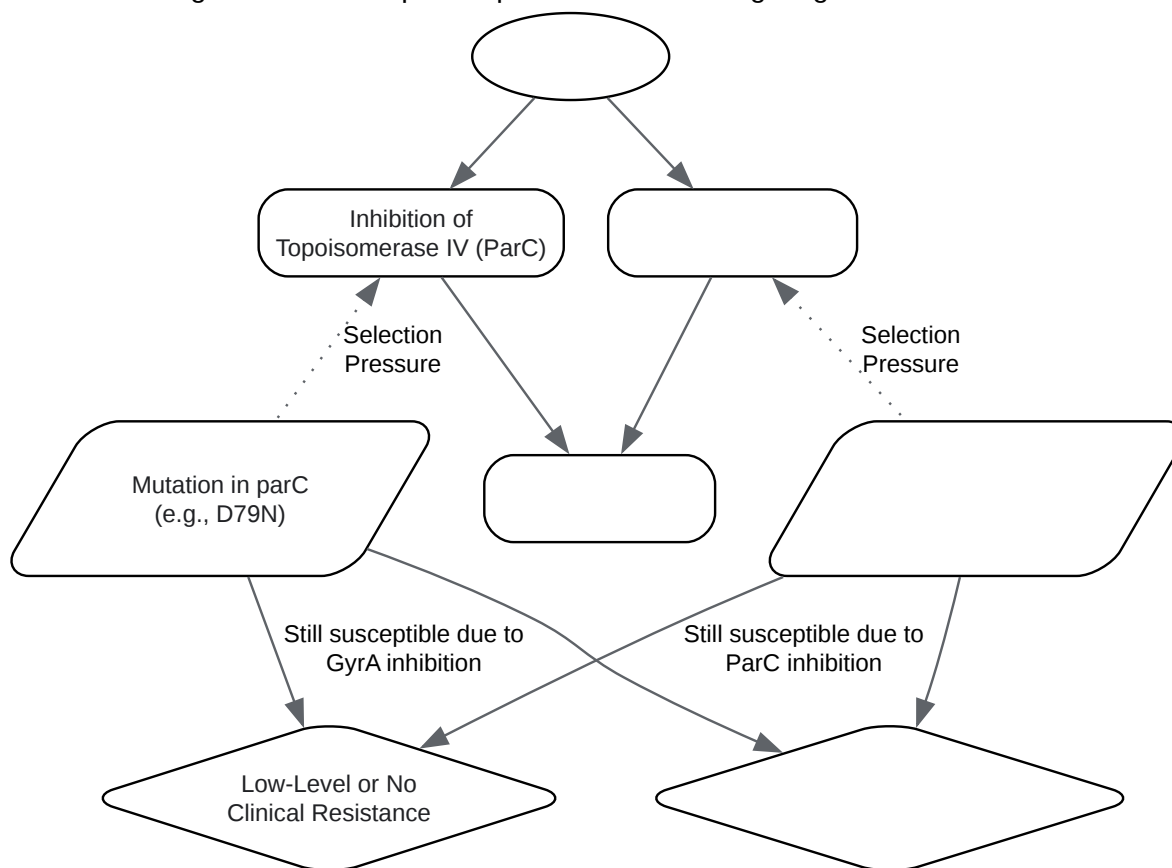 Inhibition of
Topoisomerase IV (ParC)
Selection
Pressure
Selection
Pressure
Mutation in parC
(e.g., D79N)
Still susceptible due to
GyrA inhibition
Still susceptible due to
ParC inhibition
Low-Level or No
Clinical Resistance